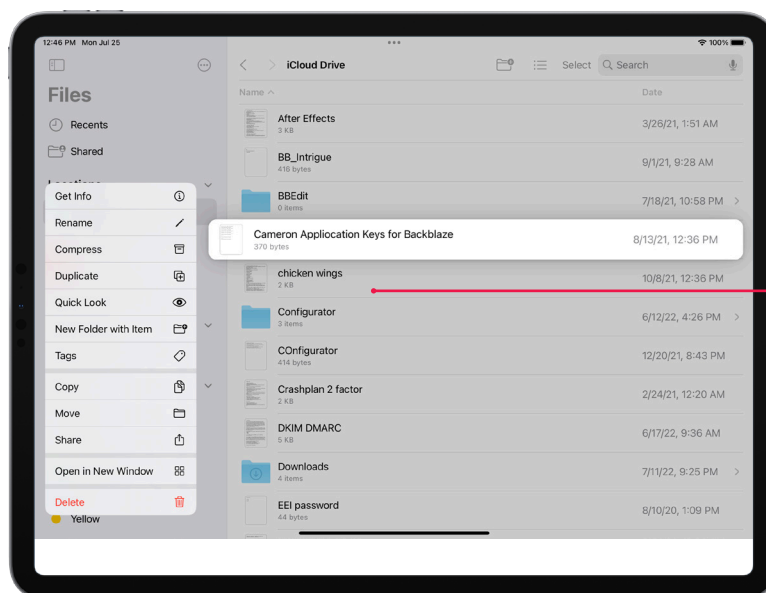 12:46 PM Mon Jul 25
100%
Files
Recents
Shared
Locations
Get Info
Rename
Compress
Duplicate
Quick Look
New Folder with Item
Tags
Copy
Move
Share
Open in New Window
Delete
Yellow
iCloud Drive
Select
Search
Name
Date
After Effects
3/26/21, 1:51 AM
3 KB
BB_Intrigue
9/1/21, 9:28 AM
416 bytes
BBEdit
7/18/21, 10:58 PM
0 items
Cameron Appliocation Keys for Backblaze
8/13/21, 12:36 PM
370 bytes
chicken wings
10/8/21, 12:36 PM
2 KB
Configurator
6/12/22, 4:26 PM
3 items
COnfigurator
12/20/21, 8:43 PM
414 bytes
Crashplan 2 factor
2/24/21, 12:20 AM
2 KB
DKIM DMARC
6/17/22, 9:36 AM
5 KB
Downloads
7/11/22, 9:25 PM
4 items
EEI password
8/10/20, 1:09 PM
44 bytes